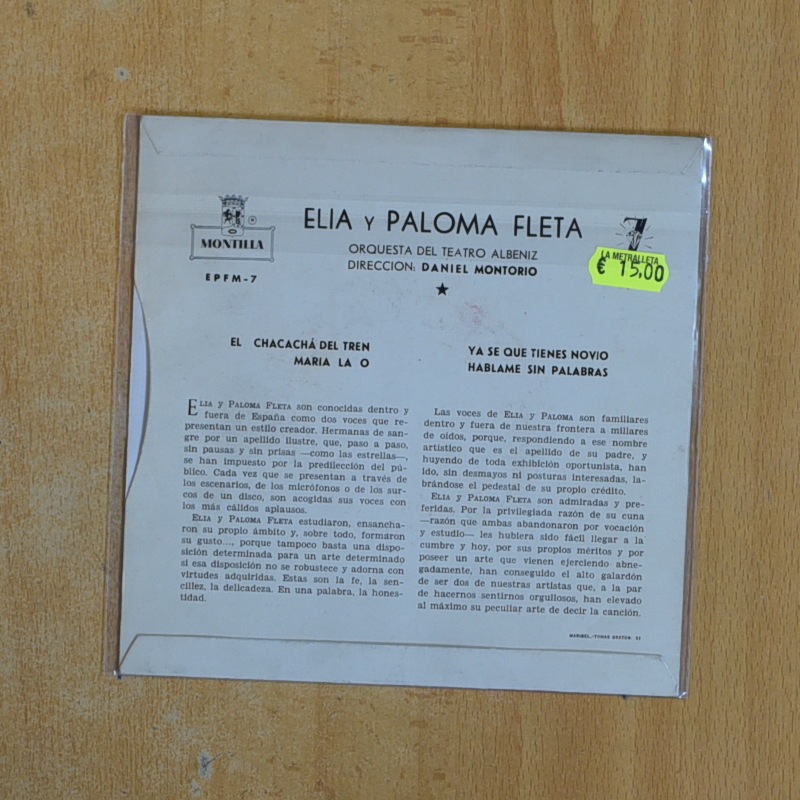 ELIA Y PALOMA FLETA
MONTILLA
EPFM-7
ORQUESTA DEL TEATRO ALBENIZ
DIRECCION: DANIEL MONTORIO
★
7
LA METRALLETA
€ 15,00
EL CHACACHÁ DEL TREN
MARIA LA O
YA SE QUE TIENES NOVIO
HABLAME SIN PALABRAS
ELIA y PALOMA FLETA son conocidas dentro y
fuera de España como dos voces que re-
presentan un estilo creador. Hermanas de san-
gre por un apellido ilustre, que, paso a paso,
sin pausas y sin prisas —como las estrellas—,
se han impuesto por la predilección del pú-
blico. Cada vez que se presentan a través de
los escenarios, de los micrófonos o de los sur-
cos de un disco, son acogidas sus voces con
los más cálidos aplausos.
ELIA y PALOMA FLETA estudiaron, ensancha-
ron su propio ámbito y, sobre todo, formaron
su gusto..., porque tampoco basta una dispo-
sición determinada para un arte determinado
si esa disposición no se robustece y adorna con
virtudes adquiridas. Estas son la fe, la sen-
cillez, la delicadeza. En una palabra, la hones-
tidad.
Las voces de ELIA y PALOMA son familiares
dentro y fuera de nuestra frontera a millares
de oídos, porque, respondiendo a ese nombre
artístico que es el apellido de su padre, y
huyendo de toda exhibición oportunista, han
ido, sin desmayos ni posturas interesadas, la-
brándose el pedestal de su propio crédito.
ELIA y PALOMA FLETA son admiradas y pre-
feridas. Por la privilegiada razón de su cuna
—razón que ambas abandonaron por vocación
y estudio— les hubiera sido fácil llegar a la
cumbre y hoy, por sus propios méritos y por
poseer un arte que vienen ejerciendo abne-
gadamente, han conseguido el alto galardón
de ser dos de nuestras artistas que, a la par
de hacernos sentirnos orgullosos, han elevado
al máximo su peculiar arte de decir la canción.
MARIBEL.-TOMAS BRETON. 51